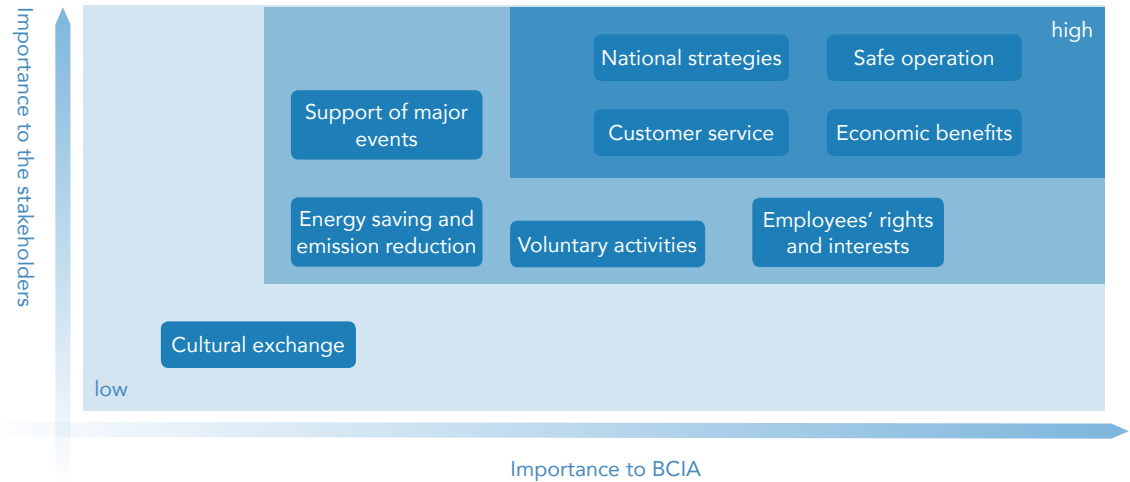 Importance to the stakeholders
high
National strategies
Safe operation
Support of major
events
Customer service
Economic benefits
Energy saving and
emission reduction
Voluntary activities
Employees’ rights
and interests
Cultural exchange
low
Importance to BCIA